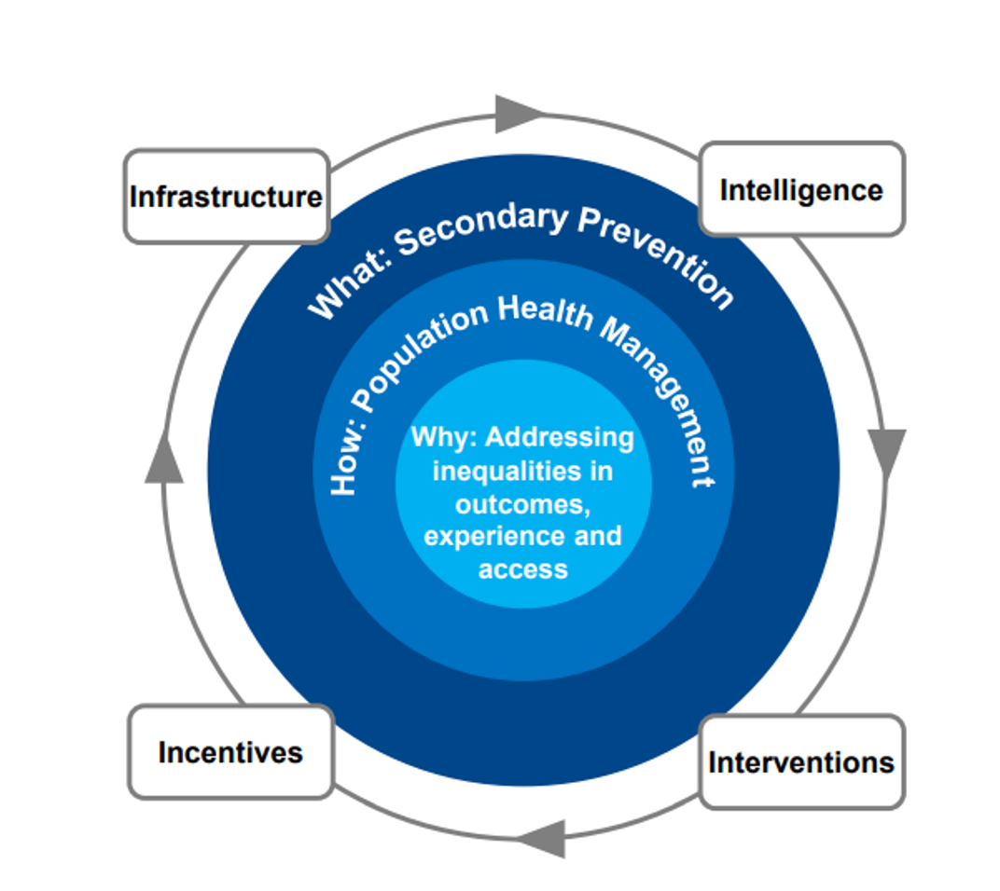 Infrastructure
Intelligence
What: Secondary Prevention
How: Population Health Management
Why: Addressing
inequalities in
outcomes,
experience and
access
Incentives
Interventions